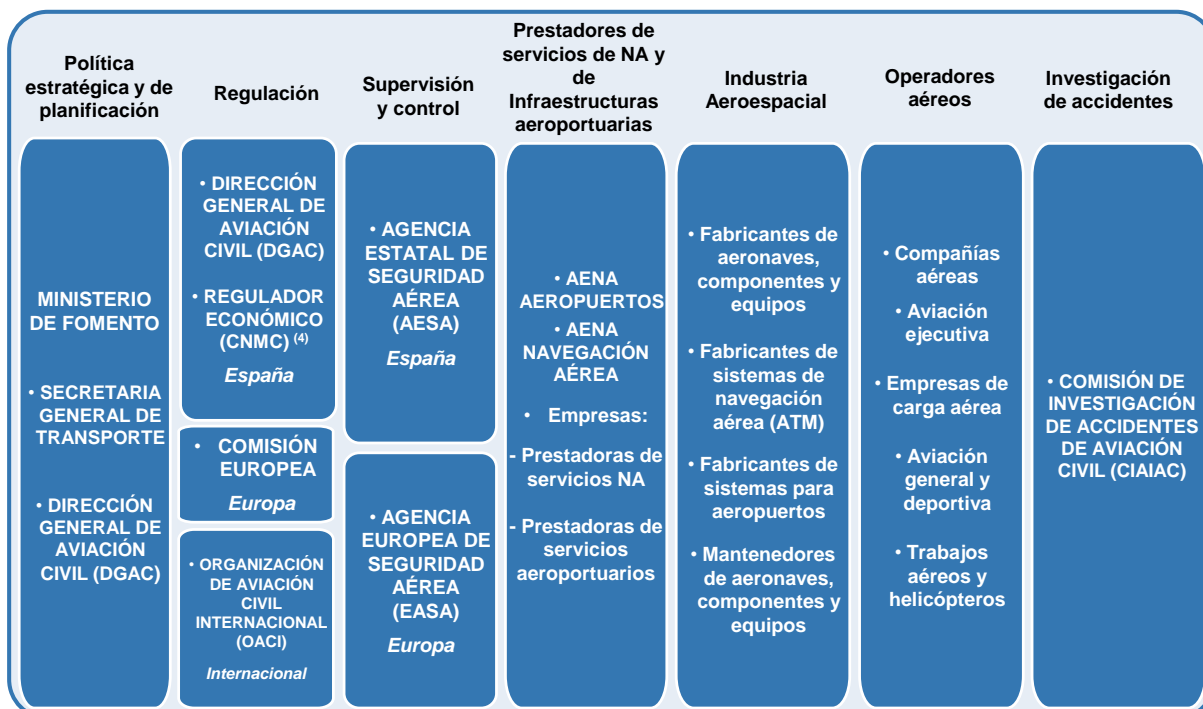 Política
estratégica y de
planificación
Regulación
Supervisión
y control
Prestadores de
servicios de NA y
de
Infraestructuras
aeroportuarias
Industria
Aeroespacial
Operadores
aéreos
Investigación
de accidentes
MINISTERIO
DE FOMENTO
• SECRETARIA
GENERAL DE
TRANSPORTE
• DIRECCIÓN
GENERAL DE
AVIACIÓN
CIVIL (DGAC)
• DIRECCIÓN
GENERAL DE
AVIACIÓN
CIVIL (DGAC)
• REGULADOR
ECONÓMICO
(CNMC) (4)
España
• COMISIÓN
EUROPEA
Europa
• ORGANIZACIÓN
DE AVIACIÓN
CIVIL
INTERNACIONAL
(OACI)
Internacional
• AGENCIA
ESTATAL DE
SEGURIDAD
AÉREA
(AESA)
España
• AGENCIA
EUROPEA DE
SEGURIDAD
AÉREA
(EASA)
Europa
• AENA
AEROPUERTOS
• AENA
NAVEGACIÓN
AÉREA
• Empresas:
- Prestadoras de
servicios NA
- Prestadoras de
servicios
aeroportuarios
• Fabricantes de
aeronaves,
componentes y
equipos
• Fabricantes de
sistemas de
navegación
aérea (ATM)
• Fabricantes de
sistemas para
aeropuertos
• Mantenedores
de aeronaves,
componentes y
equipos
• Compañías
aéreas
• Aviación
ejecutiva
• Empresas de
carga aérea
• Aviación
general y
deportiva
• Trabajos
aéreos y
helicópteros
• COMISIÓN DE
INVESTIGACIÓN
DE ACCIDENTES
DE AVIACIÓN
CIVIL (CIAIAC)